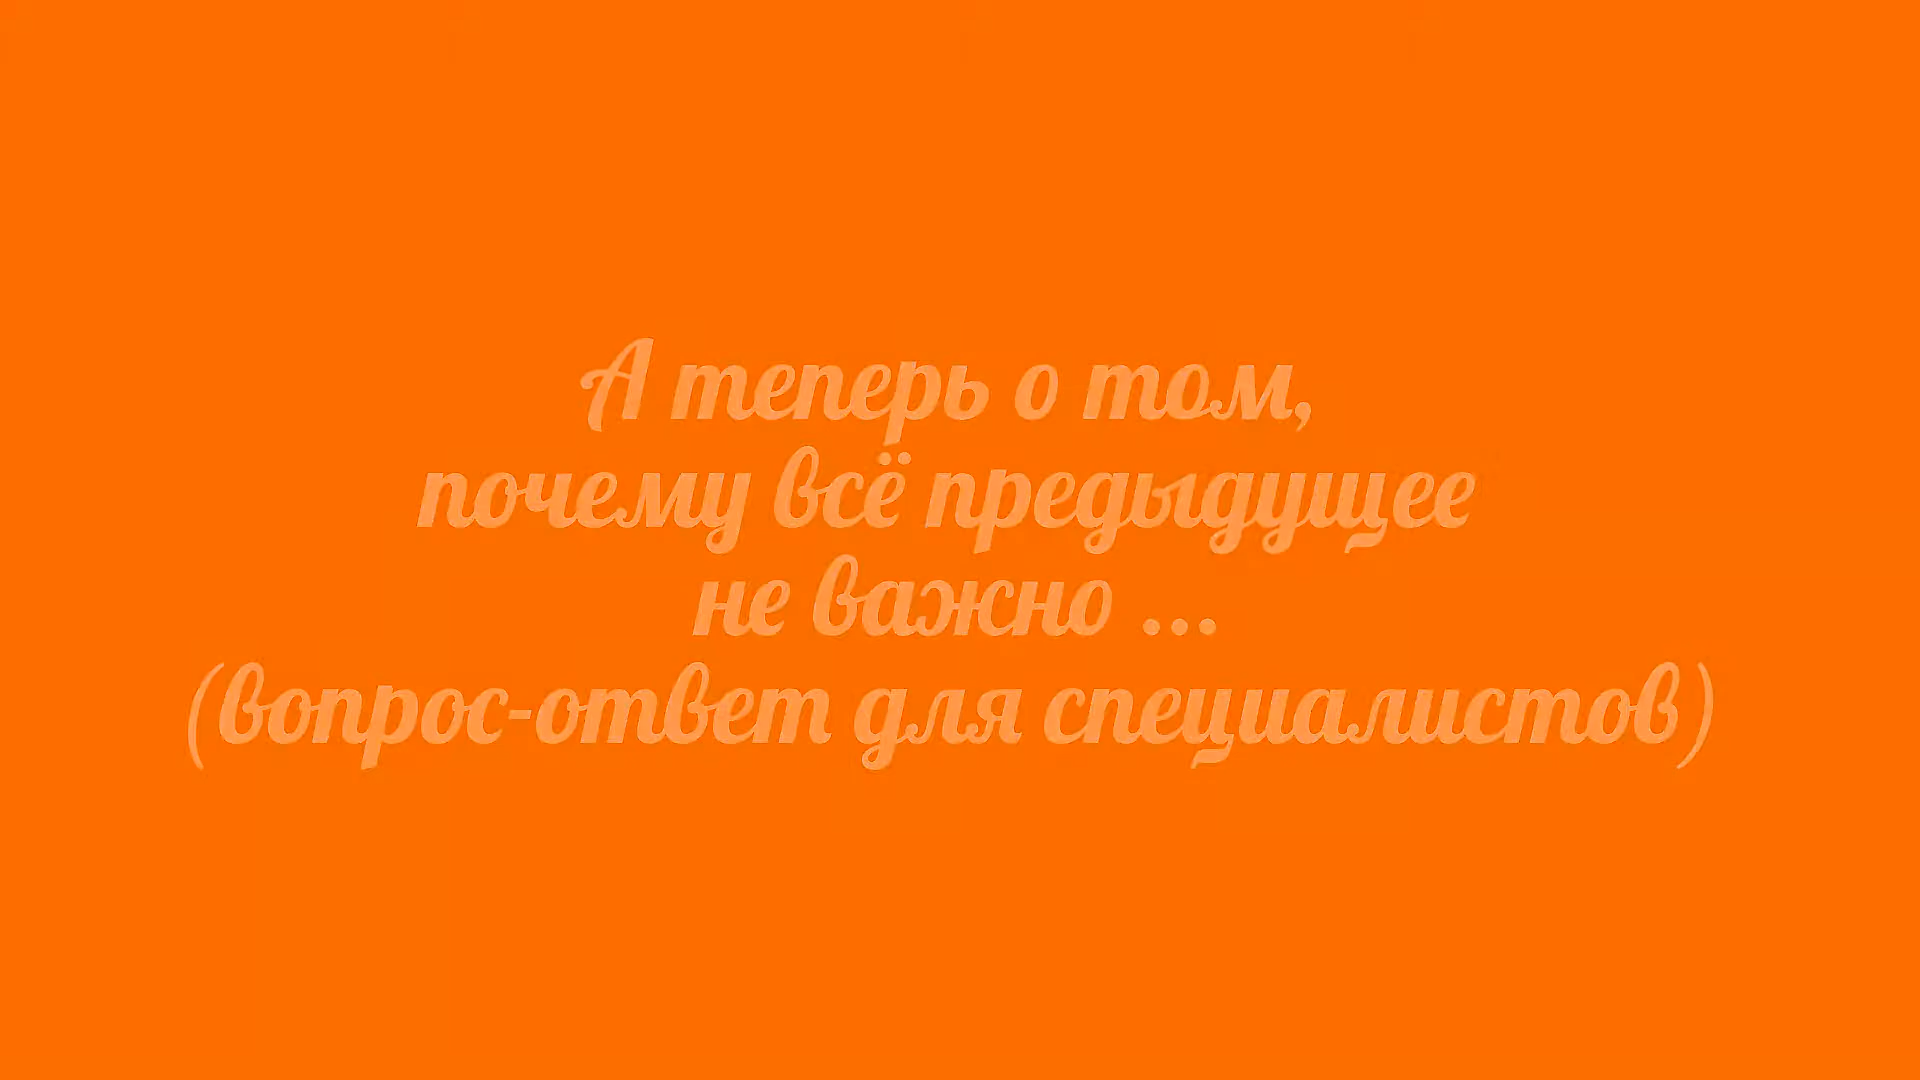 А теперь о том,
почему всё предыдущее
не важно ...
(вопрос-ответ для специалистов)